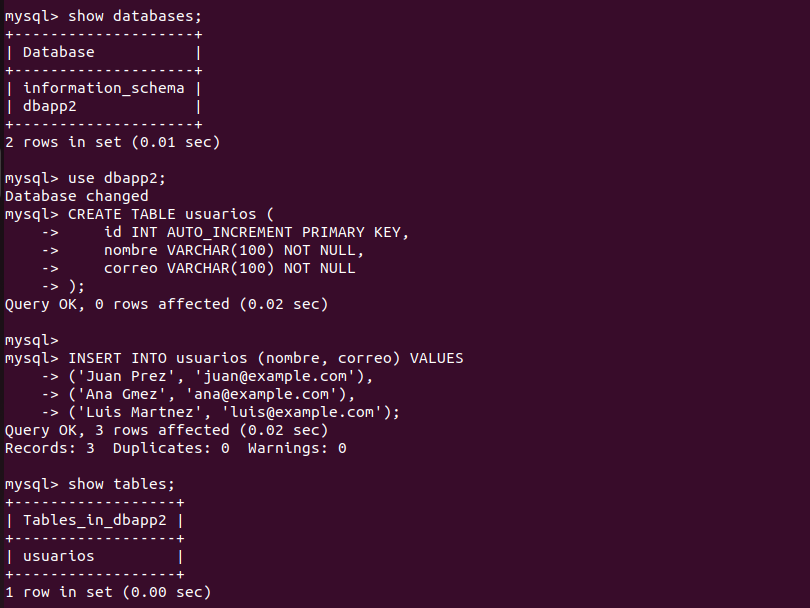 mysql> show databases;
+--------------------+
| Database           |
+--------------------+
| information_schema |
| dbapp2             |
+--------------------+
2 rows in set (0.01 sec)

mysql> use dbapp2;
Database changed
mysql> CREATE TABLE usuarios (
    ->     id INT AUTO_INCREMENT PRIMARY KEY,
    ->     nombre VARCHAR(100) NOT NULL,
    ->     correo VARCHAR(100) NOT NULL
    -> );
Query OK, 0 rows affected (0.02 sec)

mysql>
mysql> INSERT INTO usuarios (nombre, correo) VALUES
    -> ('Juan Prez', 'juan@example.com'),
    -> ('Ana Gmez', 'ana@example.com'),
    -> ('Luis Martnez', 'luis@example.com');
Query OK, 3 rows affected (0.02 sec)
Records: 3  Duplicates: 0  Warnings: 0

mysql> show tables;
+------------------+
| Tables_in_dbapp2 |
+------------------+
| usuarios         |
+------------------+
1 row in set (0.00 sec)